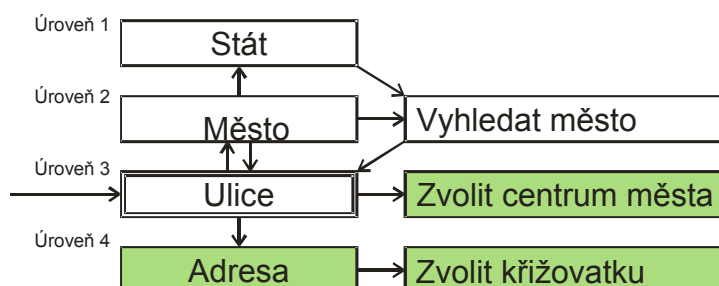 Úroveň 1
Stát
Úroveň 2
Město
Vyhledat město
Úroveň 3
Ulice
Zvolit centrum města
Úroveň 4
Adresa
Zvolit křižovatku